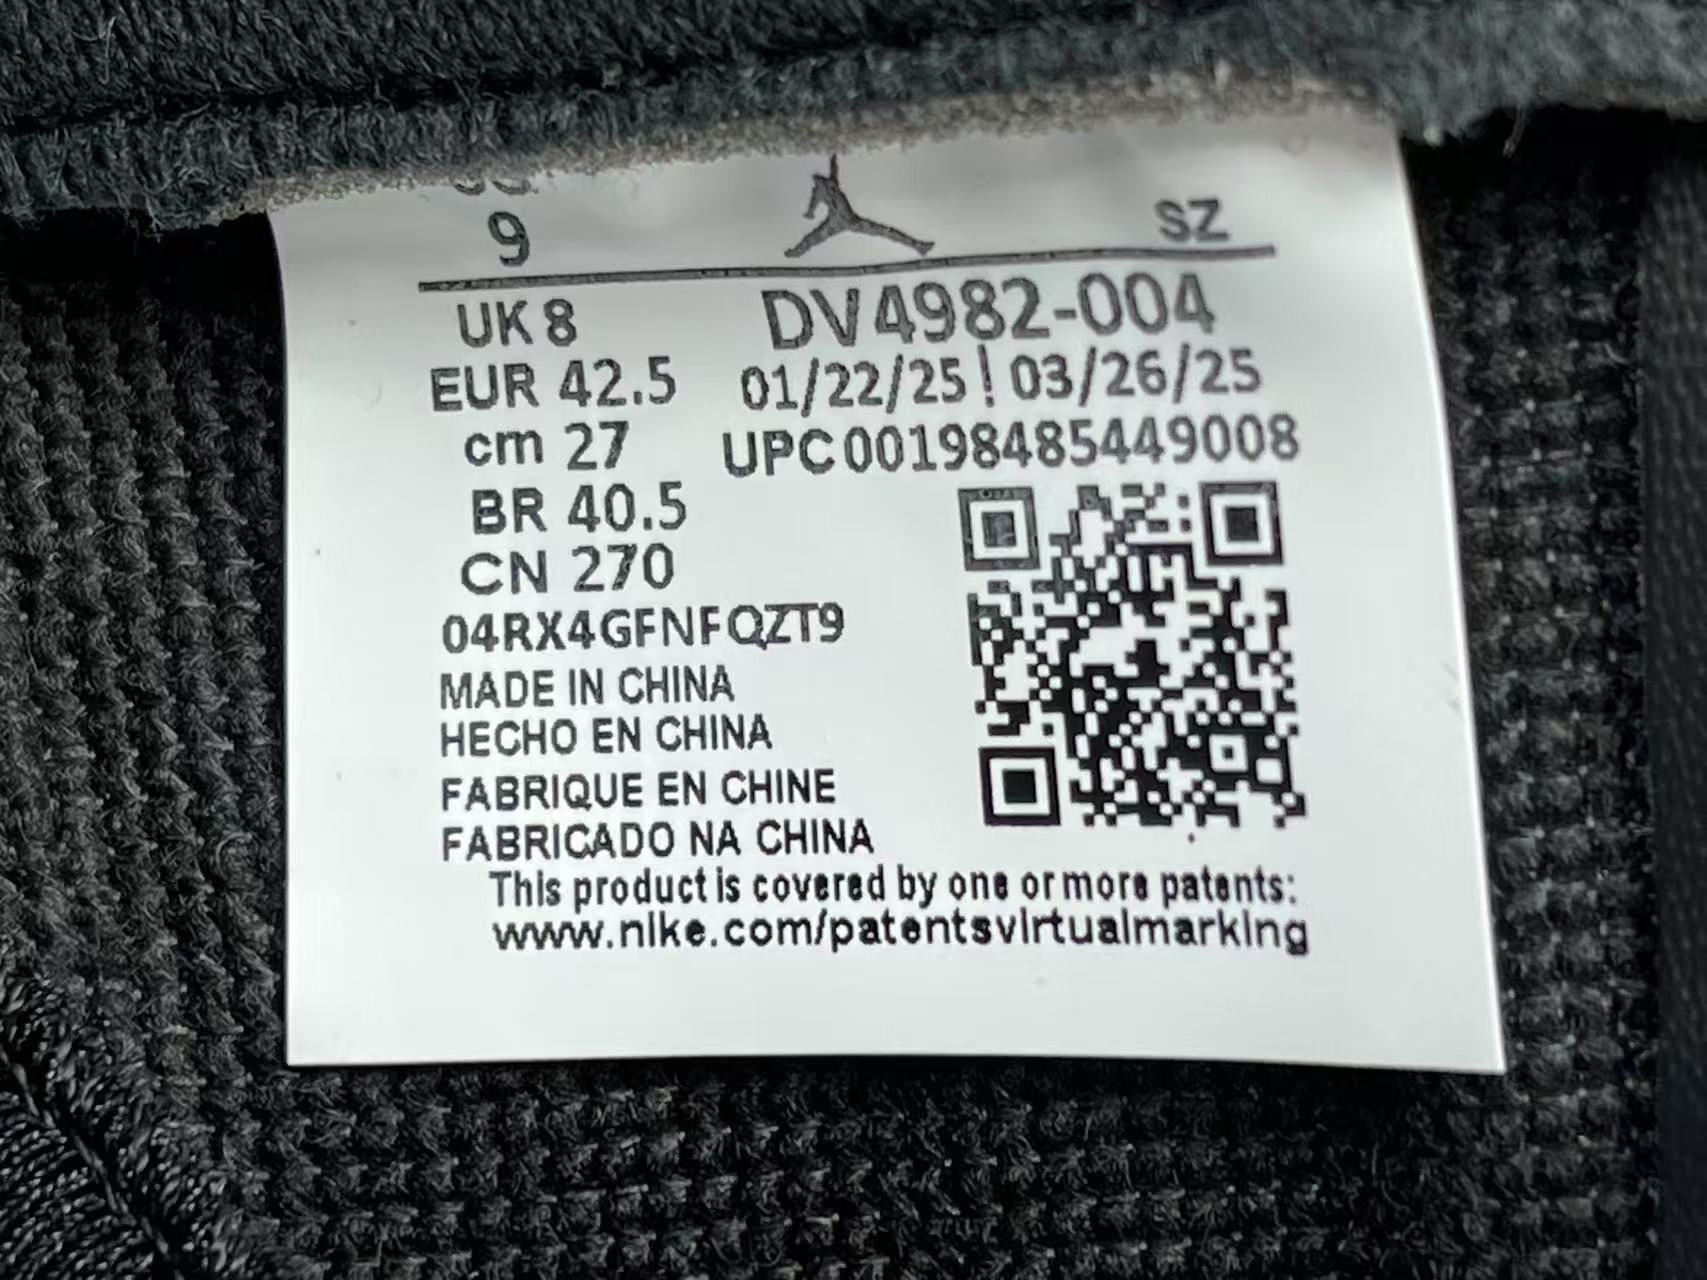 9 SZ
UK 8 DV4982-004
EUR 42.5 01/22/25 ! 03/26/25
cm 27 UPC 00198485449008
BR 40.5
CN 270
04RX4GFNFQZT9
MADE IN CHINA
HECHO EN CHINA
FABRIQUE EN CHINE
FABRICADO NA CHINA
This product is covered by one or more patents:
www.nike.com/patentsvirtualmarking